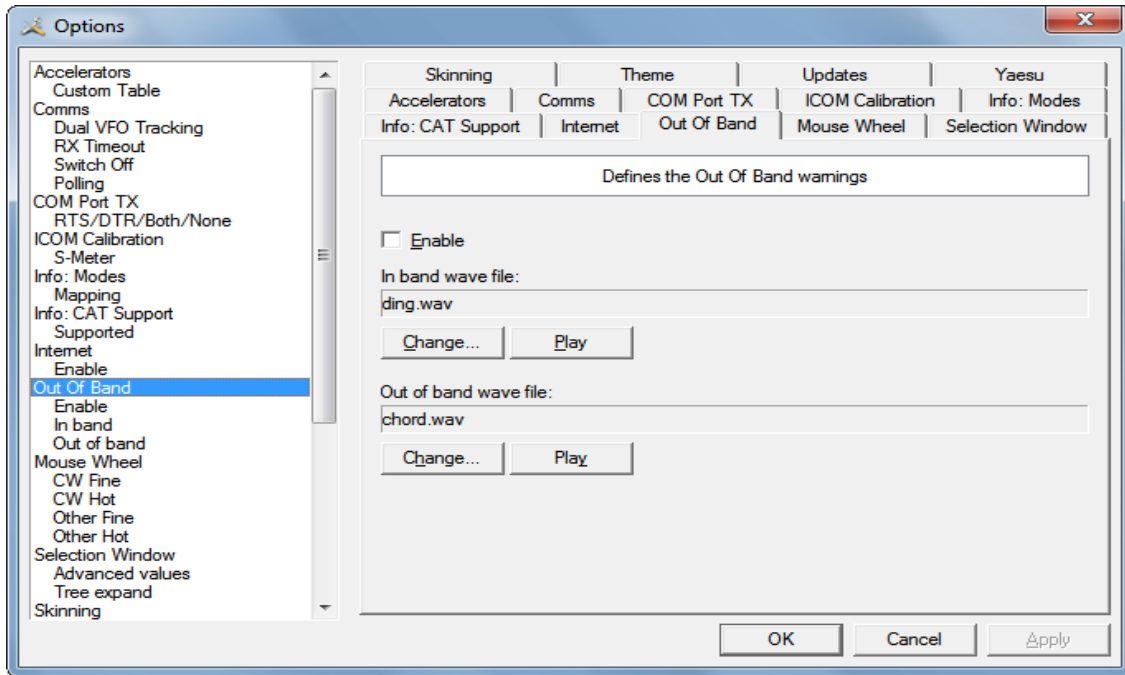 Options
Accelerators
Custom Table
Comms
Dual VFO Tracking
RX Timeout
Switch Off
Polling
COM Port TX
RTS/DTR/Both/None
ICOM Calibration
S-Meter
Info: Modes
Mapping
Info: CAT Support
Supported
Internet
Enable
Out Of Band
Enable
In band
Out of band
Mouse Wheel
CW Fine
CW Hot
Other Fine
Other Hot
Selection Window
Advanced values
Tree expand
Skinning
Skinning Theme Updates Yaesu
Accelerators Comms COM Port TX ICOM Calibration Info: Modes
Info: CAT Support Internet Out Of Band Mouse Wheel Selection Window
Defines the Out Of Band warnings
Enable
In band wave file:
ding.wav
Change... Play
Out of band wave file:
chord.wav
Change... Play
OK Cancel Apply